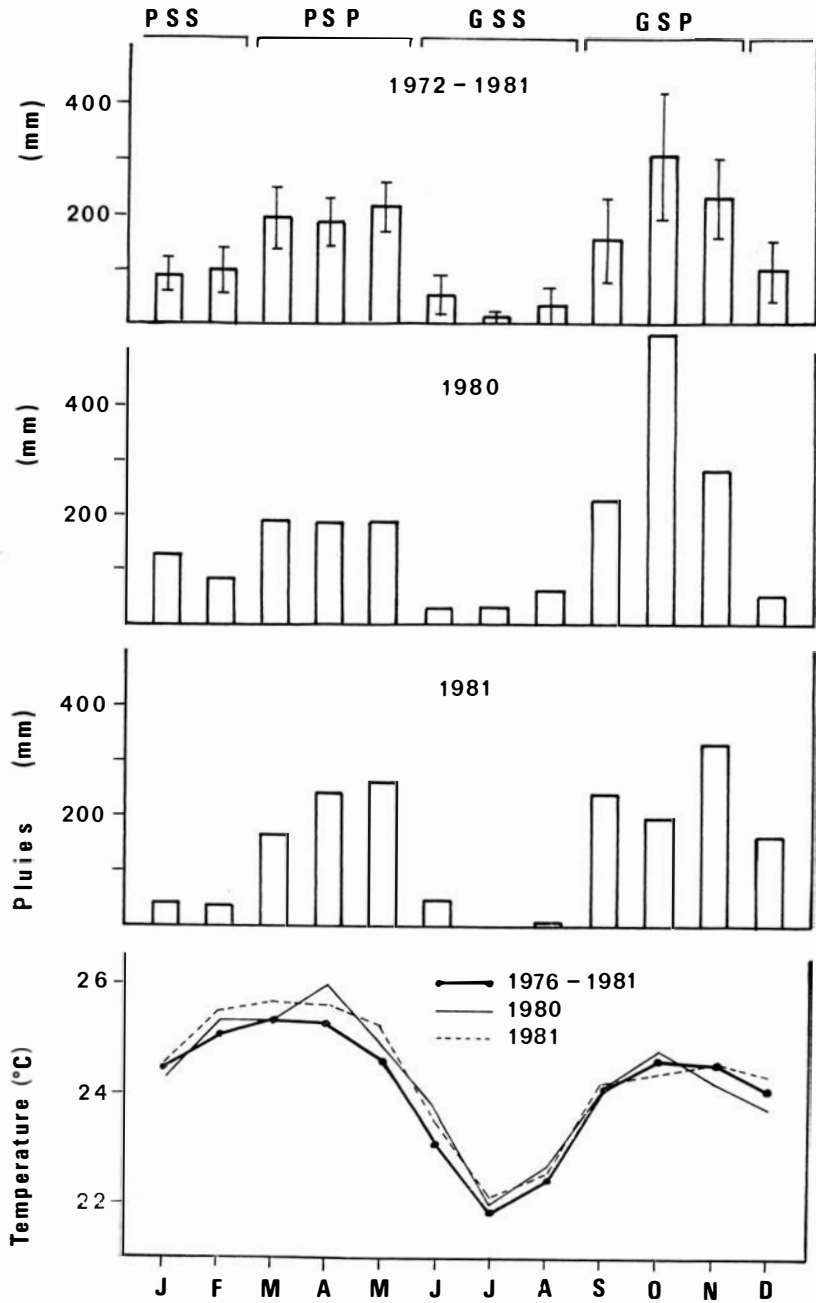 PSS PSP GSS GSP
1972 - 1981
(mm)
400
200
1980
(mm)
400
200
1981
Pluies (mm)
400
200
Temperature (°C)
26
24
22
1976 - 1981
1980
1981
J F M A M J J A S O N D